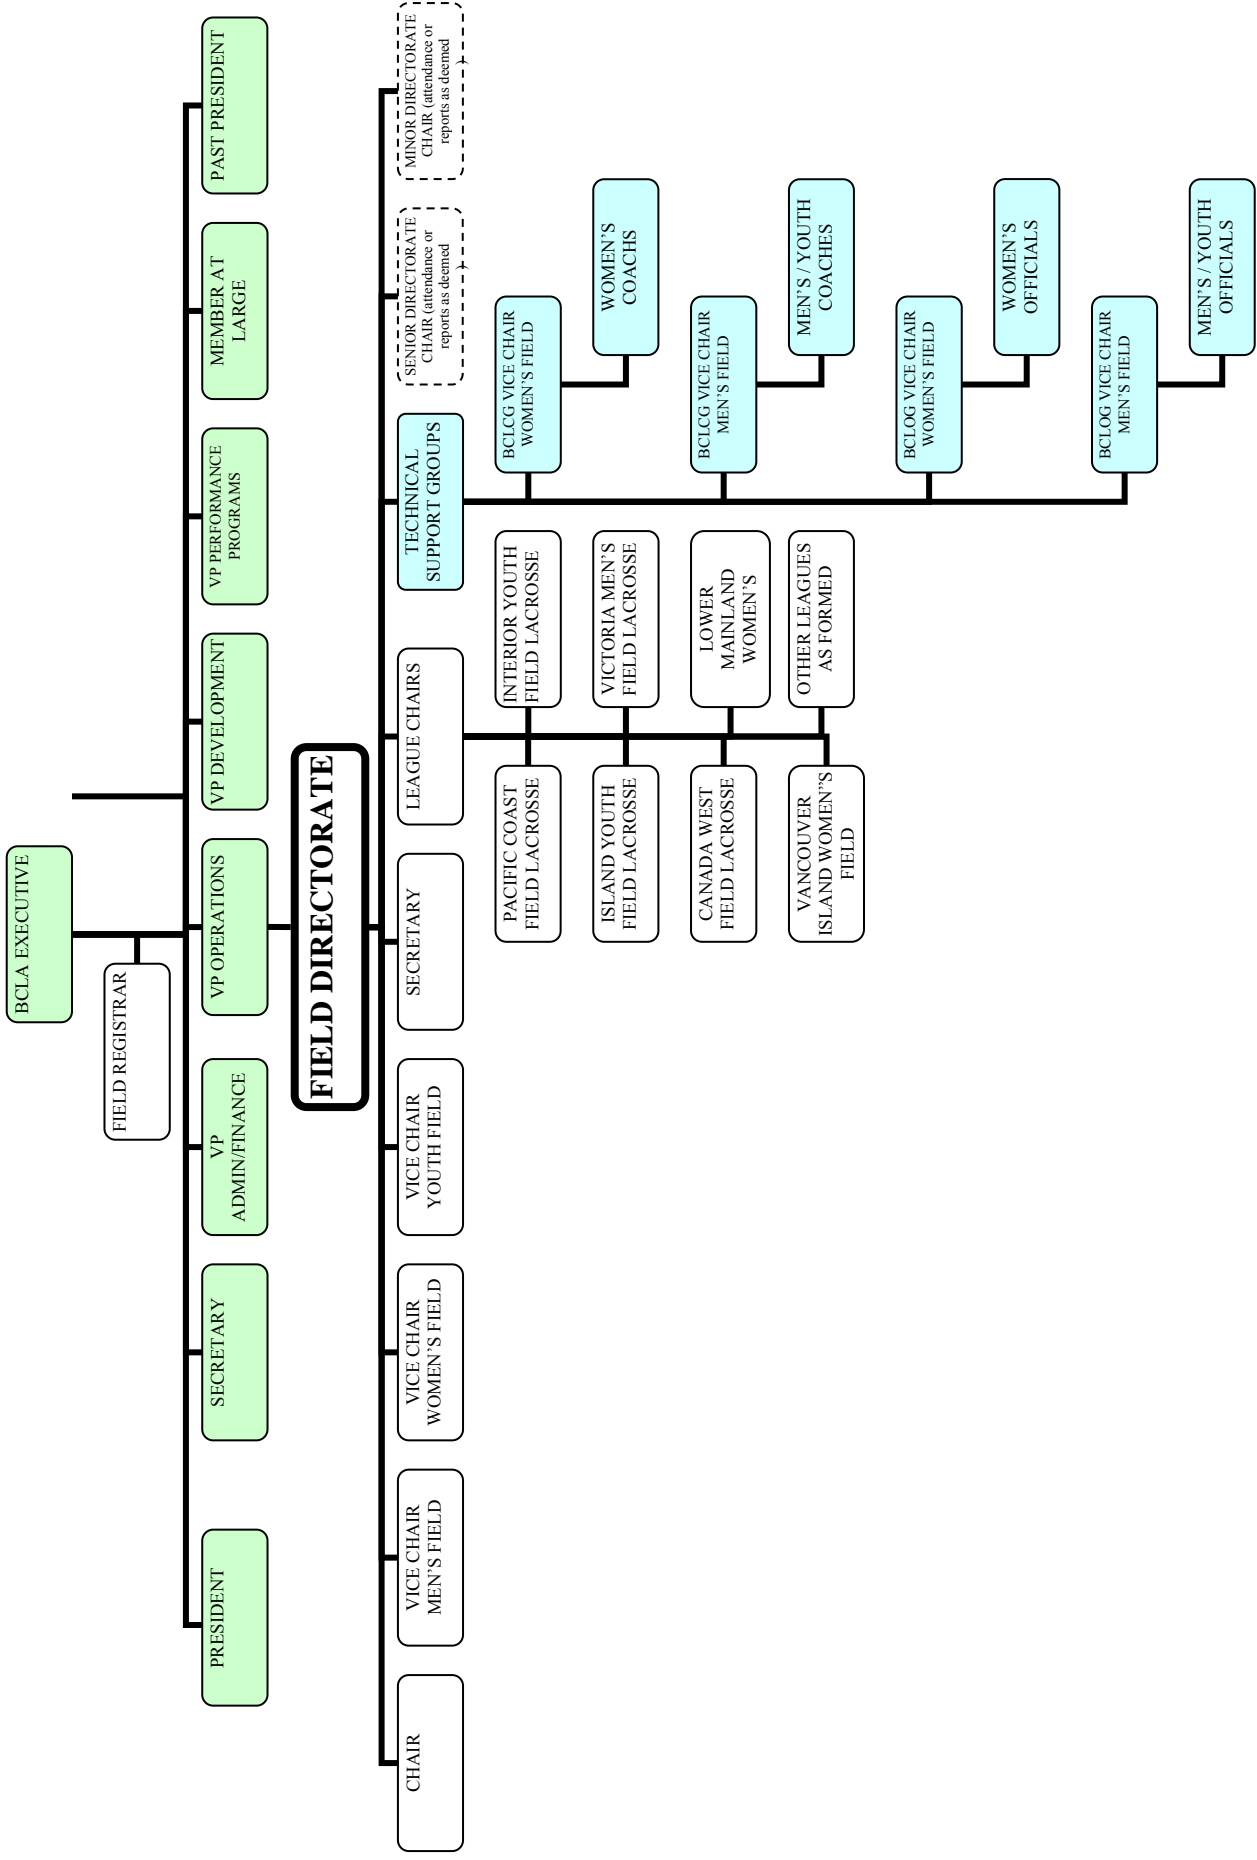 BCLA EXECUTIVE
FIELD REGISTRAR
PRESIDENT
SECRETARY
VP
ADMIN/FINANCE
VP OPERATIONS
VP DEVELOPMENT
VP PERFORMANCE
PROGRAMS
MEMBER AT
LARGE
PAST PRESIDENT
FIELD DIRECTORATE
CHAIR
VICE CHAIR
MEN'S FIELD
VICE CHAIR
WOMEN'S FIELD
VICE CHAIR
YOUTH FIELD
SECRETARY
LEAGUE CHAIRS
TECHNICAL
SUPPORT GROUPS
SENIOR DIRECTORATE
CHAIR (attendance or
reports as deemed
)
MINOR DIRECTORATE
CHAIR (attendance or
reports as deemed
)
PACIFIC COAST
FIELD LACROSSE
INTERIOR YOUTH
FIELD LACROSSE
ISLAND YOUTH
FIELD LACROSSE
VICTORIA MEN'S
FIELD LACROSSE
CANADA WEST
FIELD LACROSSE
LOWER
MAINLAND
WOMEN'S
VANCOUVER
ISLAND WOMEN"S
FIELD
OTHER LEAGUES
AS FORMED
BCLCG VICE CHAIR
WOMEN'S FIELD
WOMEN'S
COACHS
BCLCG VICE CHAIR
MEN'S FIELD
MEN'S / YOUTH
COACHES
BCLOG VICE CHAIR
WOMEN'S FIELD
WOMEN'S
OFFICIALS
BCLOG VICE CHAIR
MEN'S FIELD
MEN'S / YOUTH
OFFICIALS